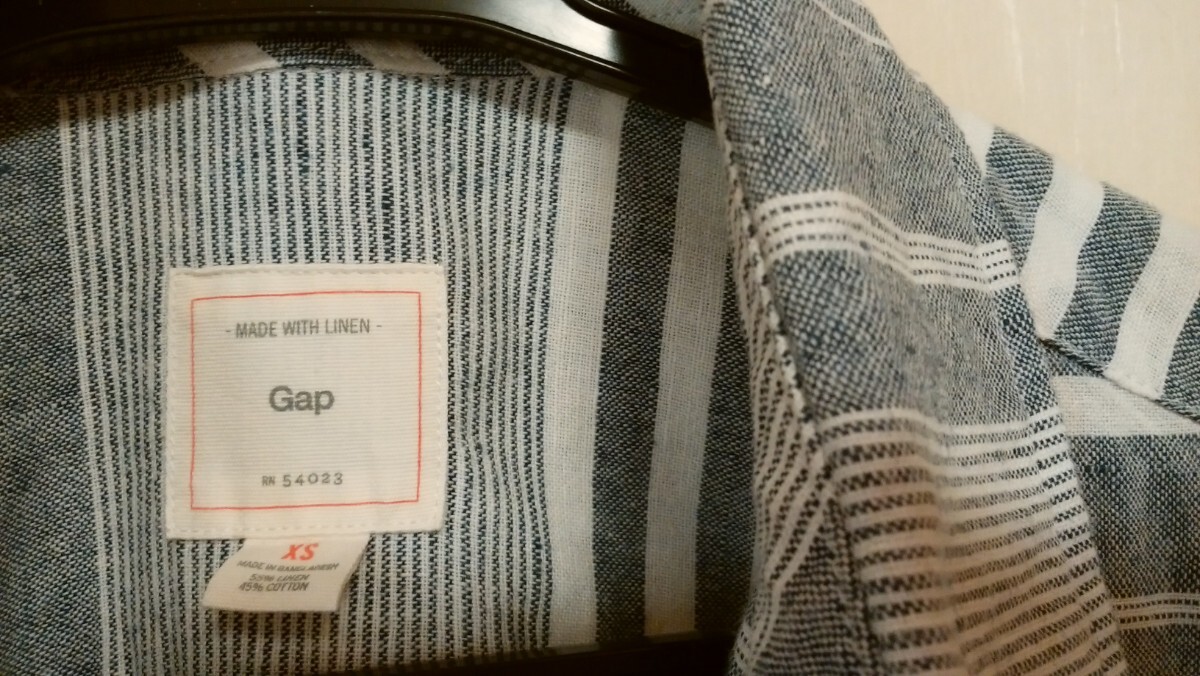 - MADE WITH LINEN -
Gap
RN 54023
XS
MADE IN BANGLADESH
55% LINEN
45% COTTON